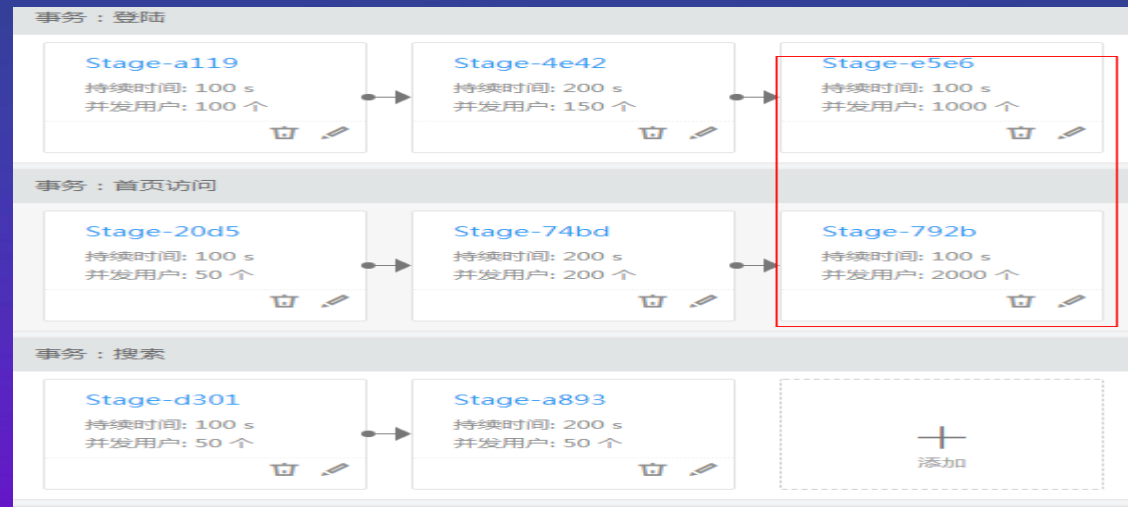 事务：登陆
Stage-a119
持续时间: 100 s
并发用户: 100 个
Stage-4e42
持续时间: 200 s
并发用户: 150 个
Stage-e5e6
持续时间: 100 s
并发用户: 1000 个
事务：首页访问
Stage-20d5
持续时间: 100 s
并发用户: 50 个
Stage-74bd
持续时间: 200 s
并发用户: 200 个
Stage-792b
持续时间: 100 s
并发用户: 2000 个
事务：搜索
Stage-d301
持续时间: 100 s
并发用户: 50 个
Stage-a893
持续时间: 200 s
并发用户: 50 个
添加